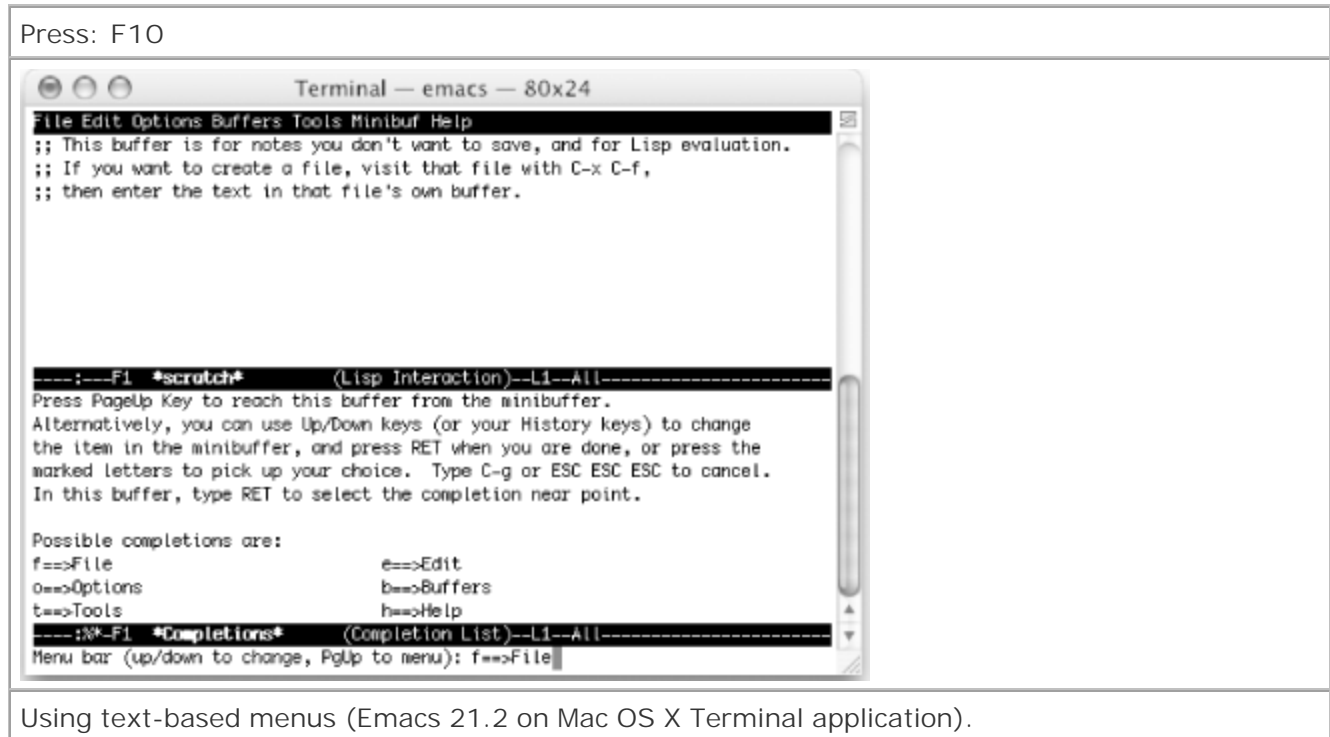 Press: F10
Terminal — emacs — 80x24
File Edit Options Buffers Tools Minibuf Help
;; This buffer is for notes you don't want to save, and for Lisp evaluation.
;; If you want to create a file, visit that file with C-x C-f,
;; then enter the text in that file's own buffer.
----:---F1  *scratch*         (Lisp Interaction)--L1--All-----------------------
Press PageUp Key to reach this buffer from the minibuffer.
Alternatively, you can use Up/Down keys (or your History keys) to change
the item in the minibuffer, and press RET when you are done, or press the
marked letters to pick up your choice.  Type C-g or ESC ESC ESC to cancel.
In this buffer, type RET to select the completion near point.
Possible completions are:
f==>File                           e==>Edit
o==>Options                        b==>Buffers
t==>Tools                          h==>Help
----:%*-F1  *Completions*      (Completion List)--L1--All-----------------------
Menu bar (up/down to change, PgUp to menu): f==>File
Using text-based menus (Emacs 21.2 on Mac OS X Terminal application).